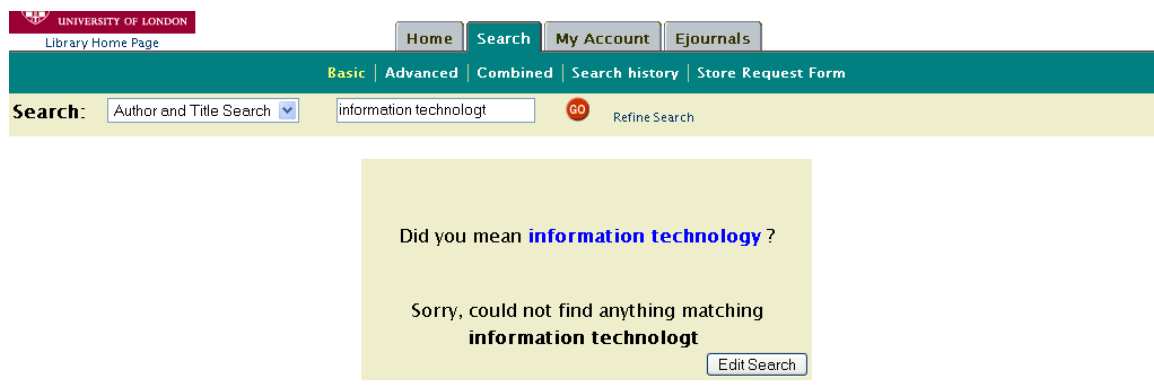 UNIVERSITY OF LONDON
Library Home Page
Home Search My Account Ejournals
Basic | Advanced | Combined | Search history | Store Request Form
Search: Author and Title Search information technologt GO Refine Search
Did you mean information technology ?
Sorry, could not find anything matching
information technologt
Edit Search